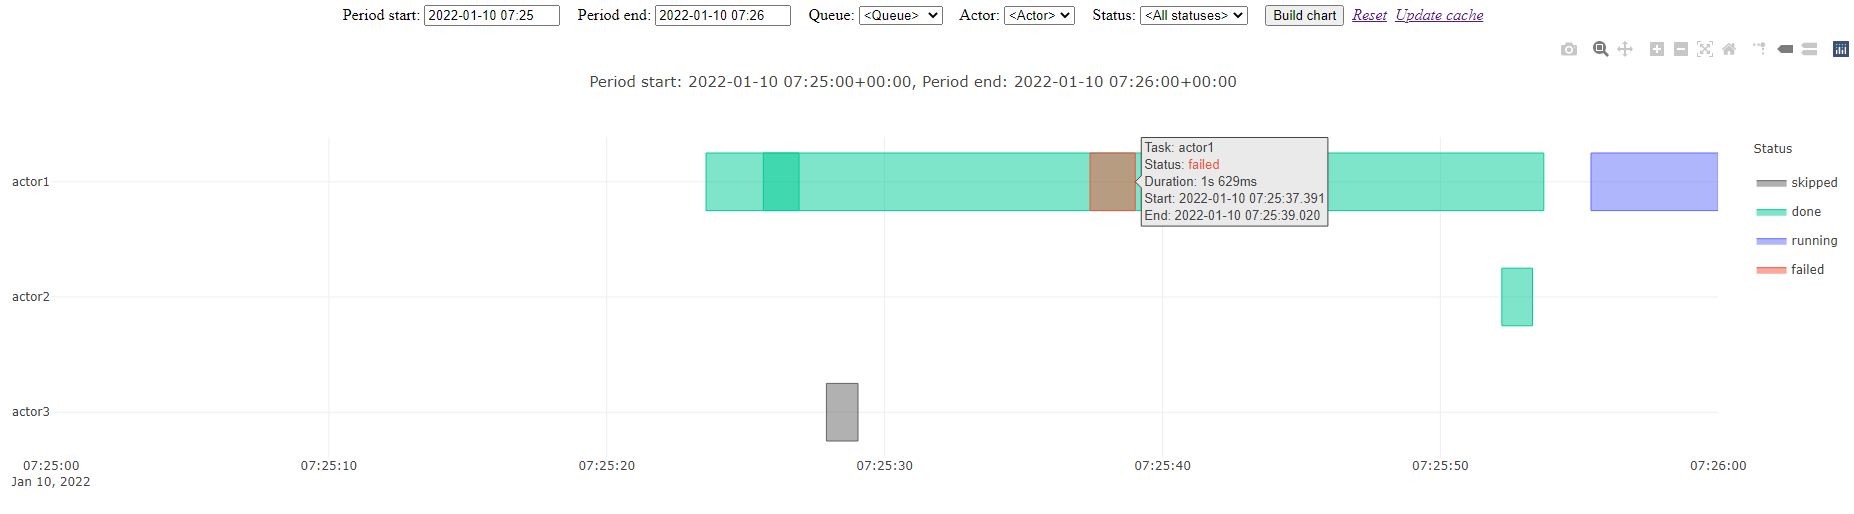 Period start: 2022-01-10 07:25 Period end: 2022-01-10 07:26 Queue: <Queue> Actor: <Actor> Status: <All statuses> Build chart Reset Update cache
Period start: 2022-01-10 07:25:00+00:00, Period end: 2022-01-10 07:26:00+00:00
Task: actor1
Status: failed
Duration: 1s 629ms
Start: 2022-01-10 07:25:37.391
End: 2022-01-10 07:25:39.020
Status
skipped
done
running
failed
actor1
actor2
actor3
07:25:00 07:25:10 07:25:20 07:25:30 07:25:40 07:25:50 07:26:00
Jan 10, 2022